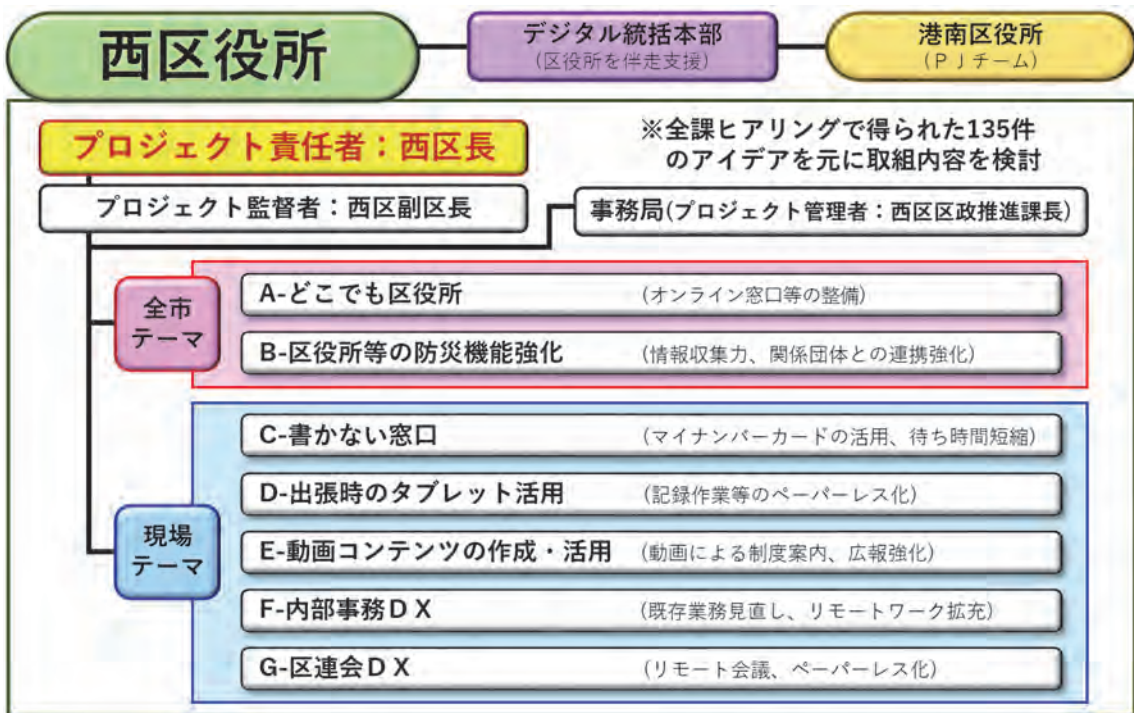 西区役所
デジタル統括本部
(区役所を伴走支援)
港南区役所
(ＰＪチーム)
プロジェクト責任者：西区長
※全課ヒアリングで得られた135件
のアイデアを元に取組内容を検討
プロジェクト監督者：西区副区長
事務局(プロジェクト管理者：西区区政推進課長)
全市
テーマ
A-どこでも区役所
(オンライン窓口等の整備)
B-区役所等の防災機能強化
(情報収集力、関係団体との連携強化)
現場
テーマ
C-書かない窓口
(マイナンバーカードの活用、待ち時間短縮)
D-出張時のタブレット活用
(記録作業等のペーパーレス化)
E-動画コンテンツの作成・活用
(動画による制度案内、広報強化)
F-内部事務ＤＸ
(既存業務見直し、リモートワーク拡充)
G-区連会ＤＸ
(リモート会議、ペーパーレス化)